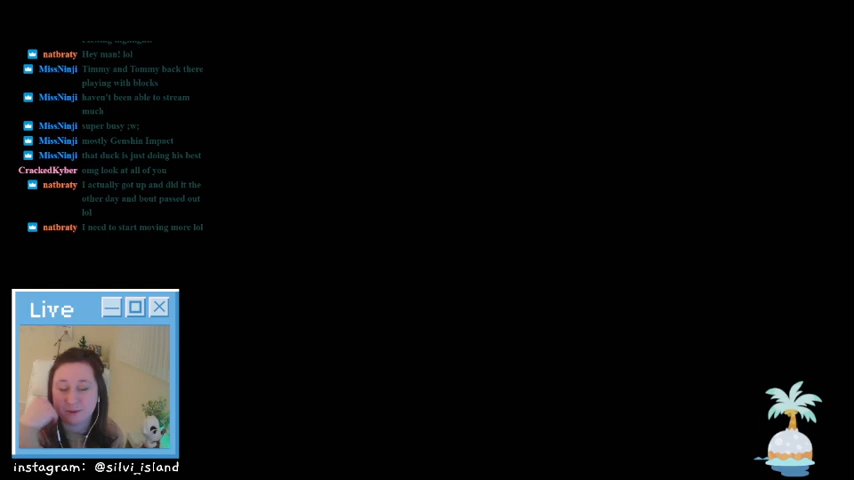 natbraty Hey man! lol
MissNinji Timmy and Tommy back there
playing with blocks
MissNinji haven't been able to stream
much
MissNinji super busy ;w;
MissNinji mostly Genshin Impact
MissNinji that duck is just doing his best
CrackedKyber omg look at all of you
natbraty I actually got up and did it the
other day and bout passed out
lol
natbraty I need to start moving more lol
Live
instagram: @silvi_island